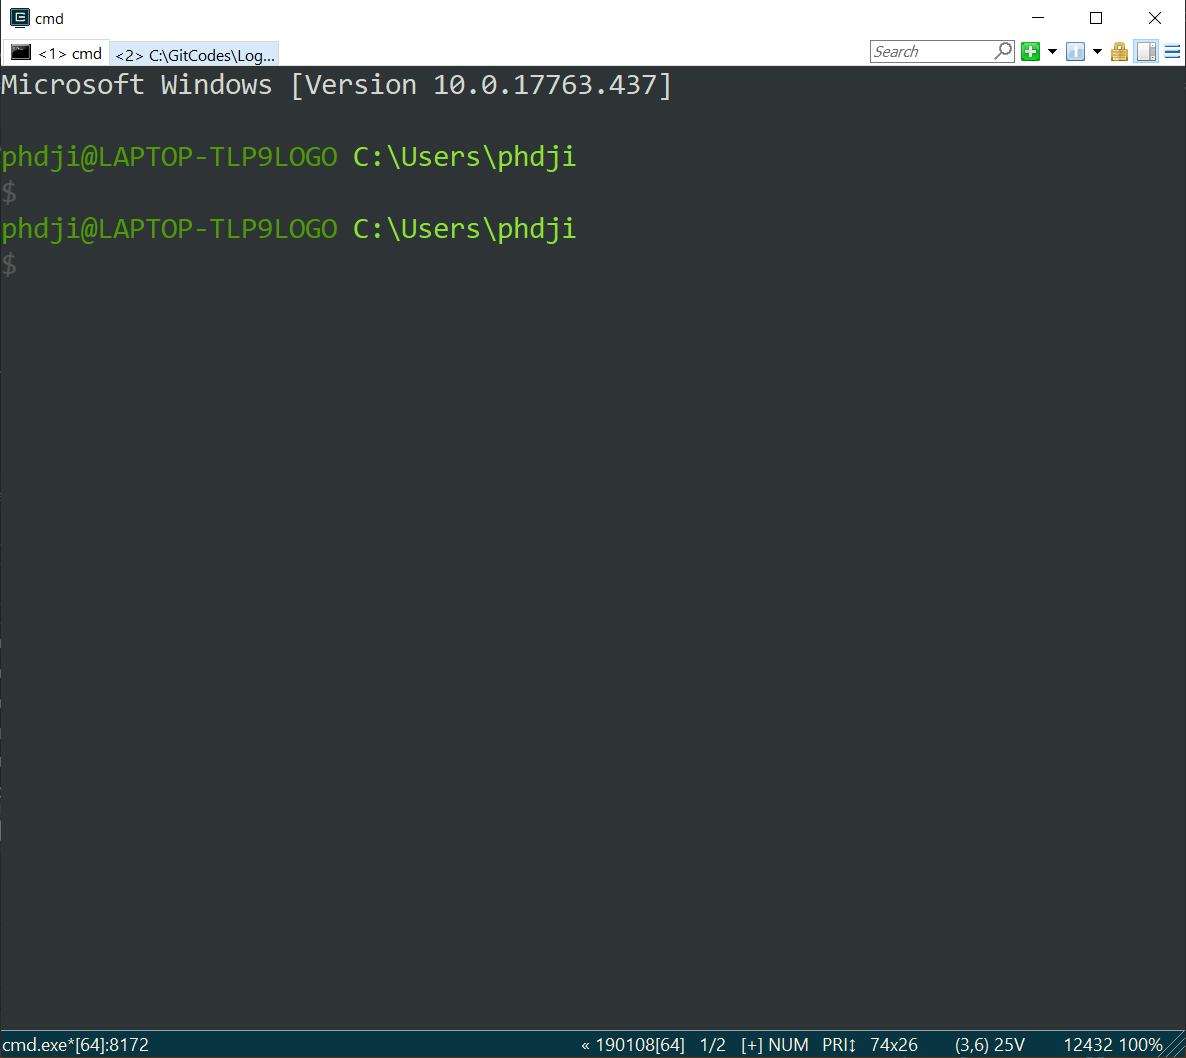 cmd
<1> cmd <2> C:\GitCodes\Log... Search
Microsoft Windows [Version 10.0.17763.437]
phdji@LAPTOP-TLP9LOGO C:\Users\phdji
$
phdji@LAPTOP-TLP9LOGO C:\Users\phdji
$
cmd.exe*[64]:8172 « 190108[64] 1/2 [+] NUM PRI↕ 74x26 (3,6) 25V 12432 100%